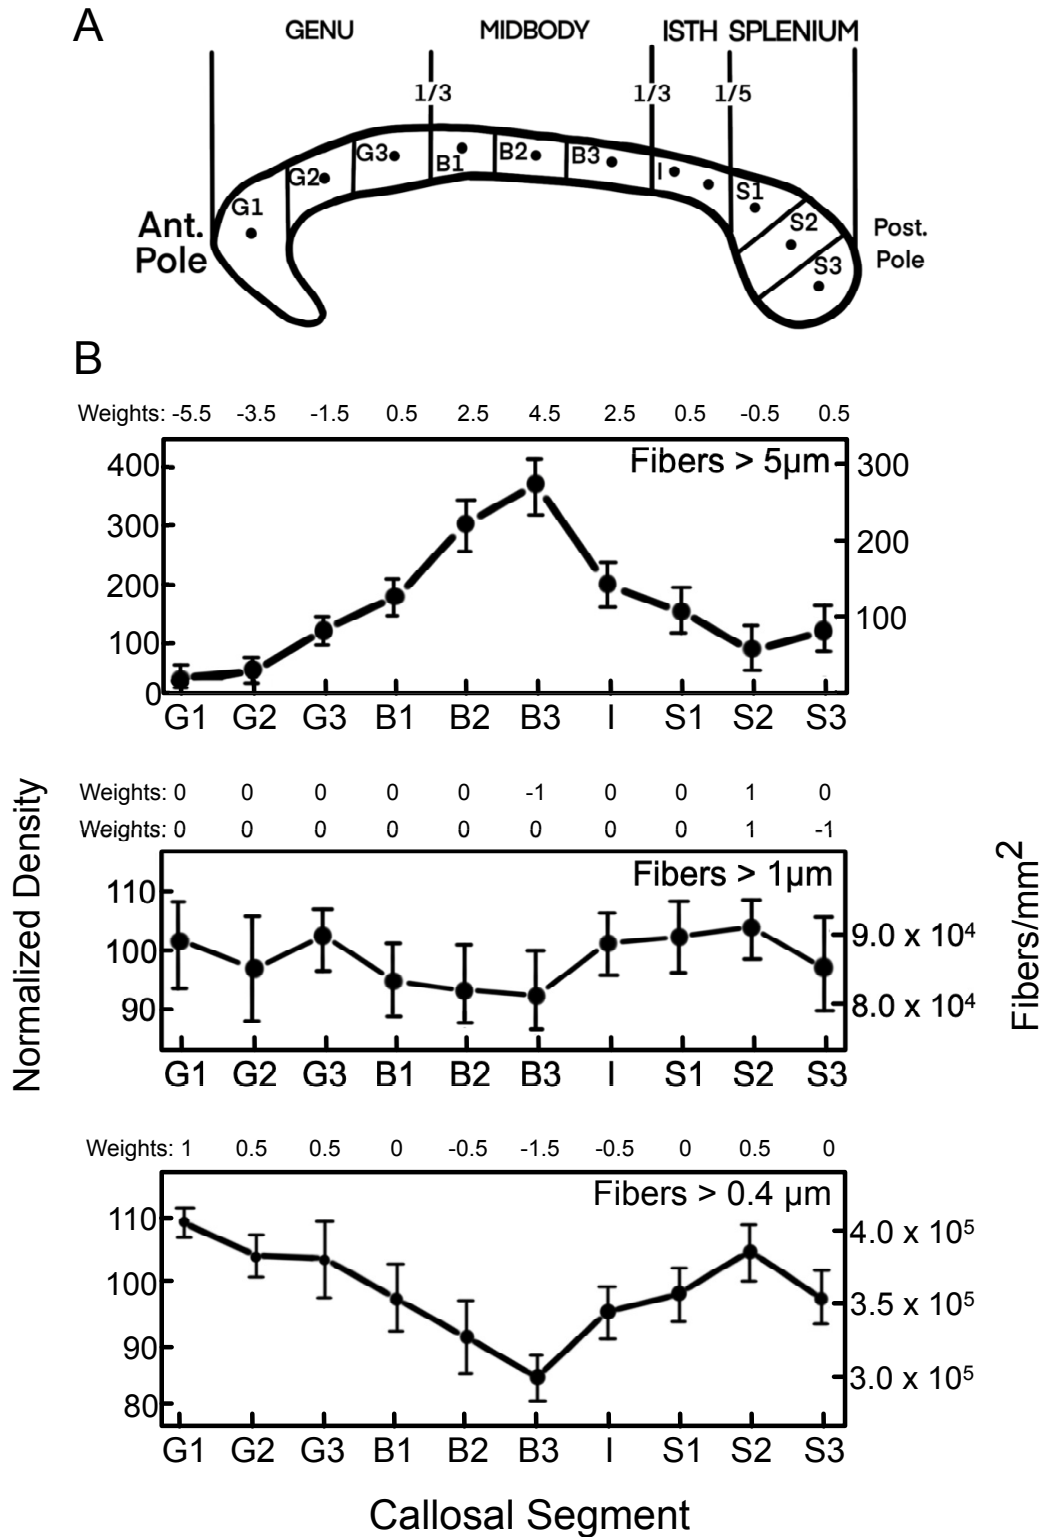 A
GENU MIDBODY ISTH SPLENIUM
1/3 1/3 1/5
G1 G2 G3 B1 B2 B3 I S1 S2 S3
Ant.
Pole
Post.
Pole
B
Weights: -5.5 -3.5 -1.5 0.5 2.5 4.5 2.5 0.5 -0.5 0.5
Fibers > 5µm
400 300
300 200
200 100
100
0
G1 G2 G3 B1 B2 B3 I S1 S2 S3
Weights: 0 0 0 0 0 -1 0 0 1 0
Weights: 0 0 0 0 0 0 0 0 1 -1
Fibers > 1µm
110
100 9.0 x 10⁴
90 8.0 x 10⁴
G1 G2 G3 B1 B2 B3 I S1 S2 S3
Normalized Density
Fibers/mm²
Weights: 1 0.5 0.5 0 -0.5 -1.5 -0.5 0 0.5 0
Fibers > 0.4 µm
110 4.0 x 10⁵
100 3.5 x 10⁵
90 3.0 x 10⁵
80
G1 G2 G3 B1 B2 B3 I S1 S2 S3
Callosal Segment